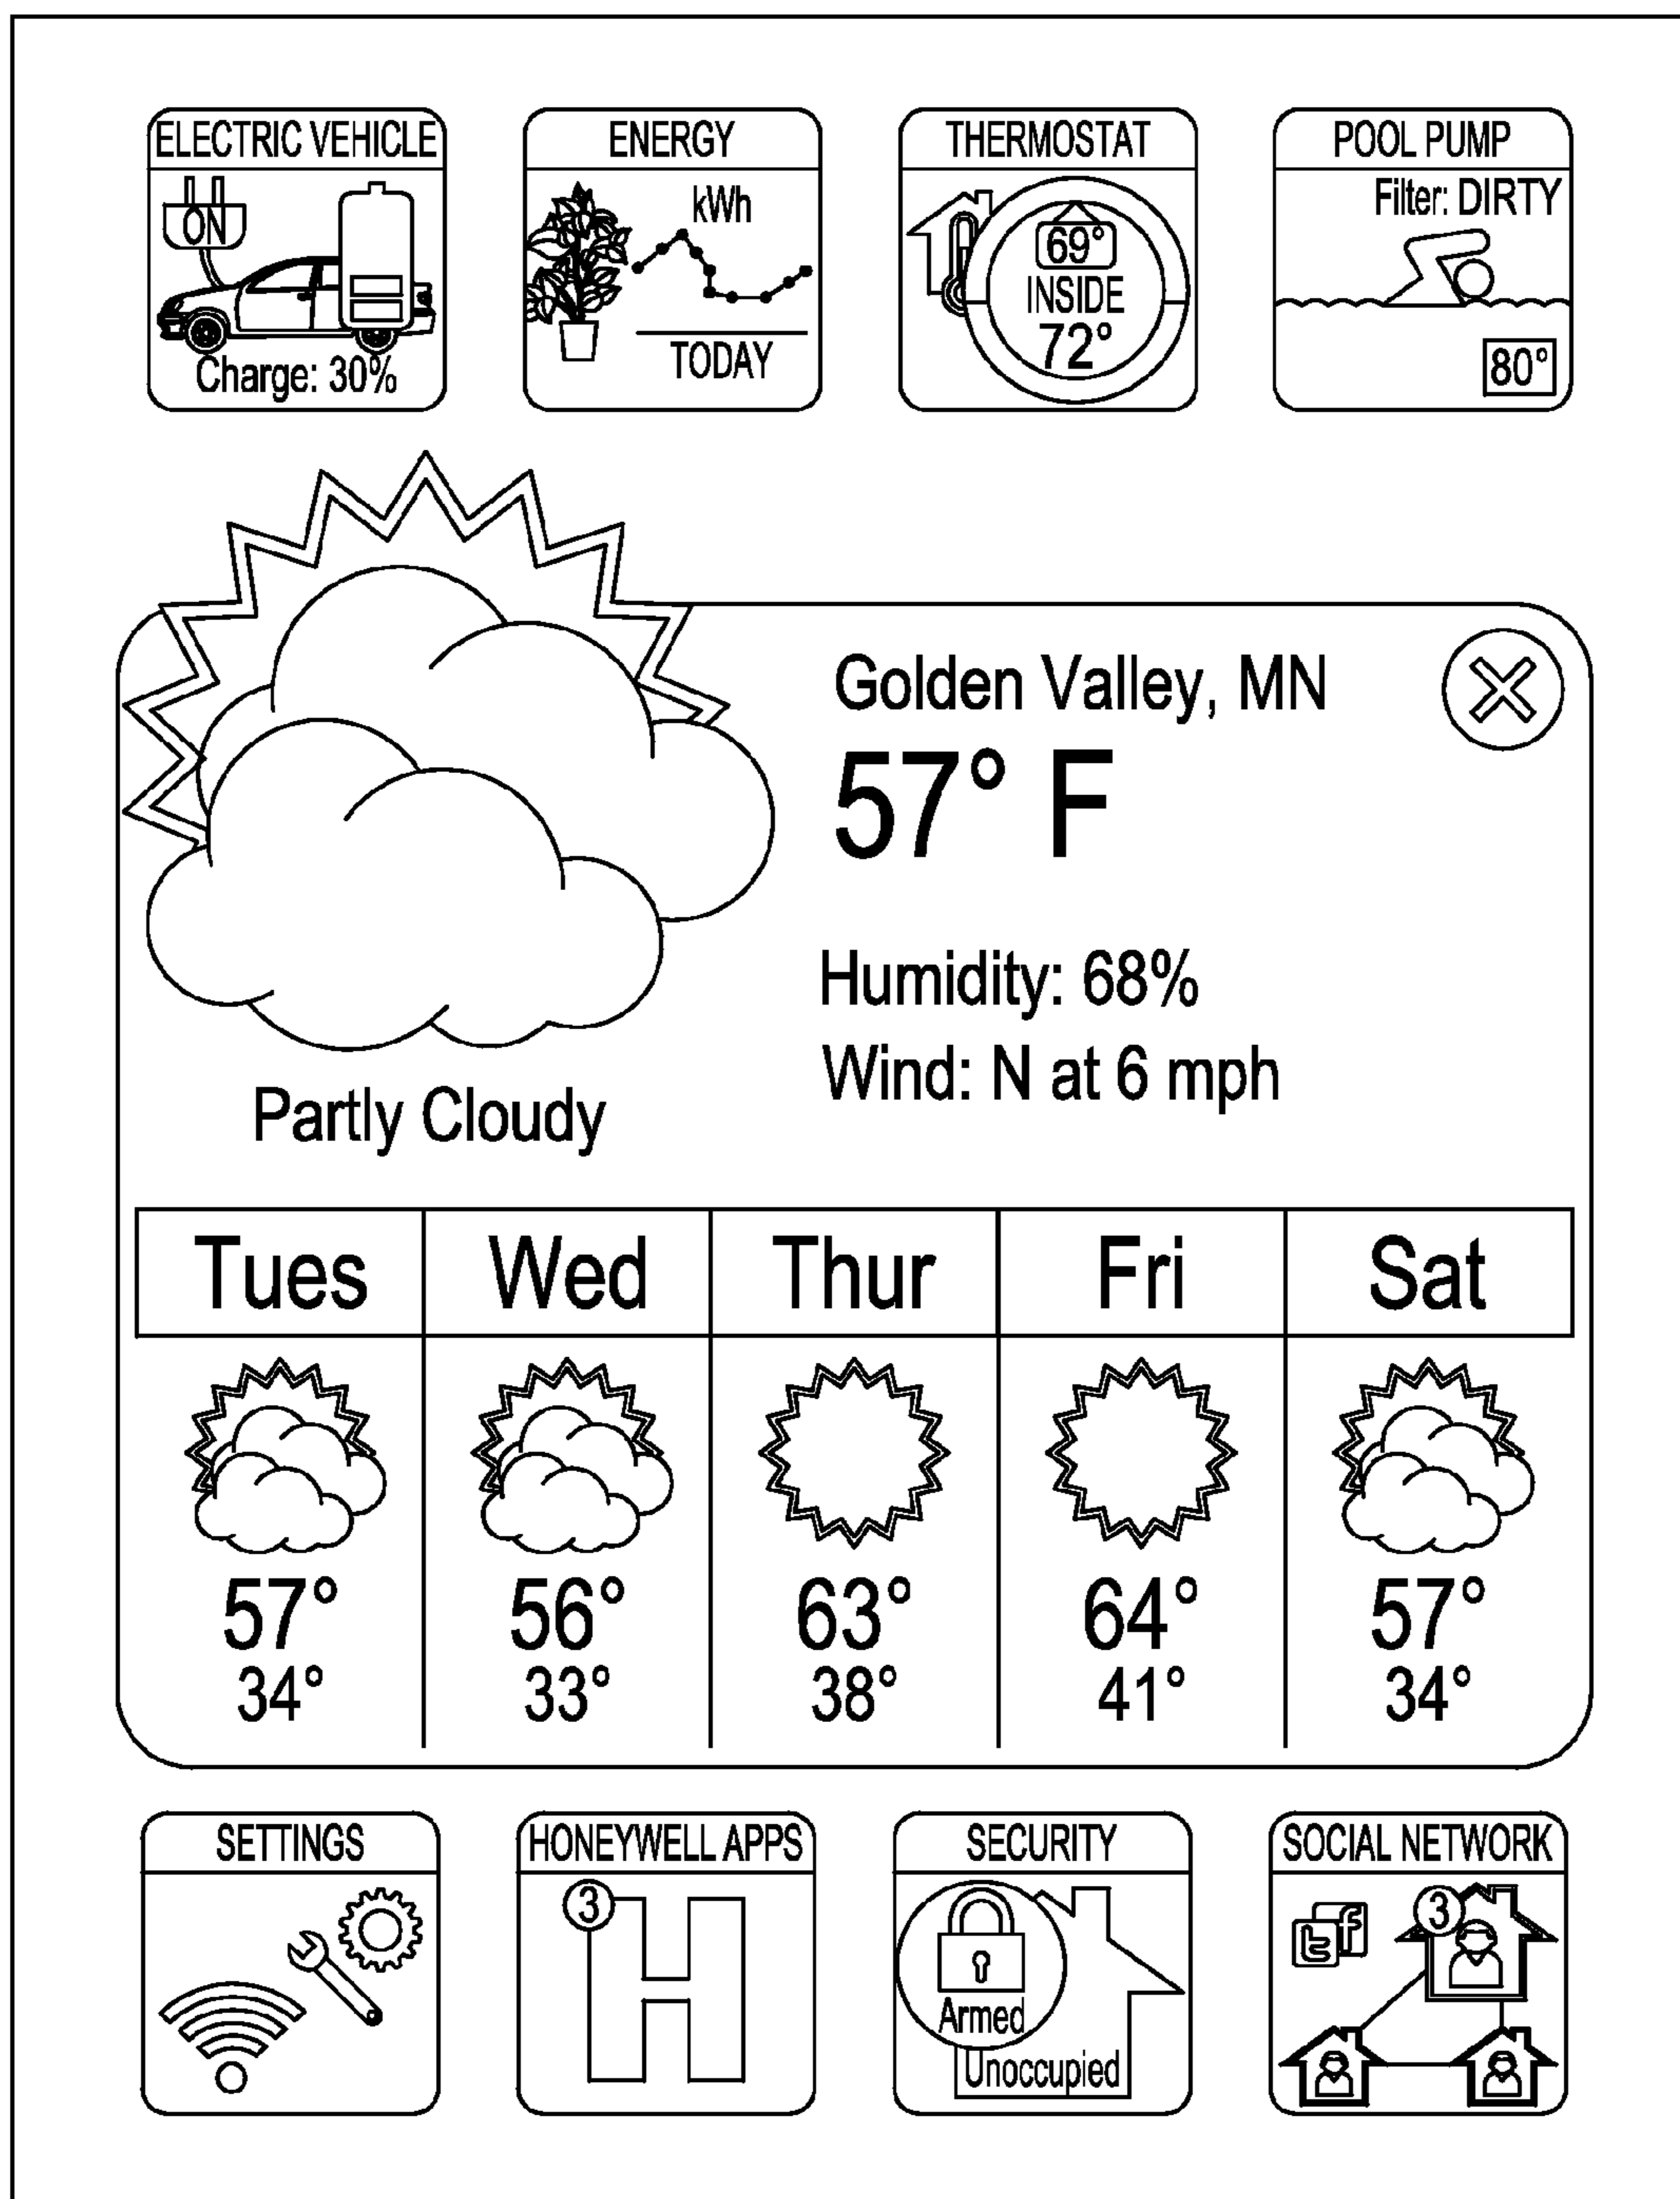 ELECTRIC VEHICLE
ON
Charge: 30%
ENERGY
kWh
TODAY
THERMOSTAT
69°
INSIDE
72°
POOL PUMP
Filter: DIRTY
80°
Golden Valley, MN
57° F
Humidity: 68%
Wind: N at 6 mph
Partly Cloudy
Tues Wed Thur Fri Sat
57° 56° 63° 64° 57°
34° 33° 38° 41° 34°
SETTINGS
HONEYWELL APPS
3
H
SECURITY
Armed
Unoccupied
SOCIAL NETWORK
3
f
t